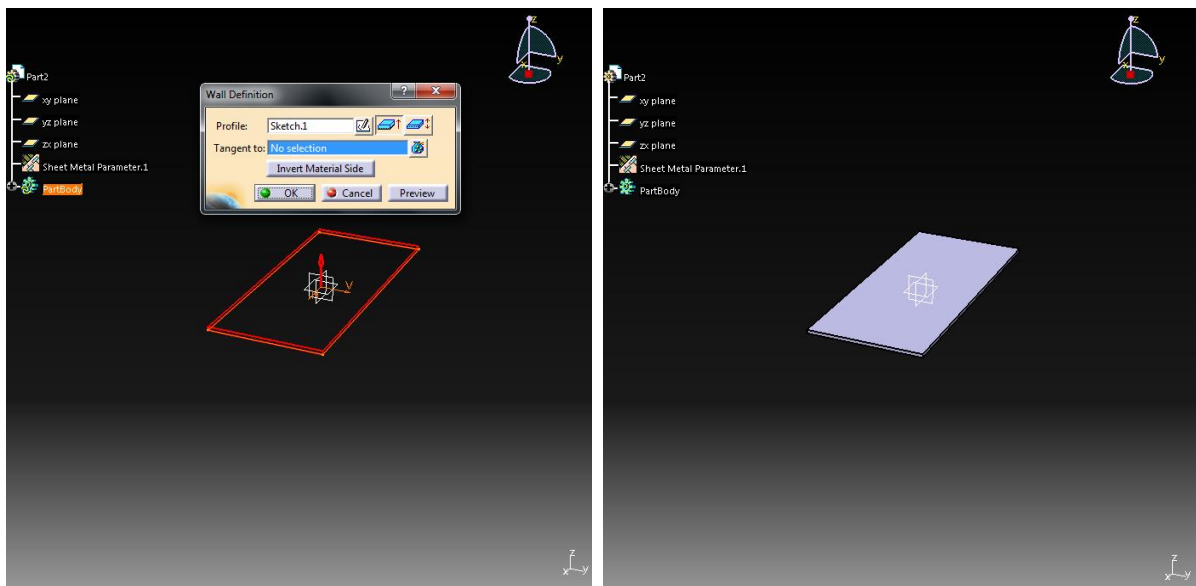 z
y
x
Part2
xy plane
yz plane
zx plane
Sheet Metal Parameter.1
PartBody
Wall Definition
?
X
Profile:
Sketch.1
Tangent to:
No selection
Invert Material Side
OK
Cancel
Preview
V
z
x
y
z
y
x
Part2
xy plane
yz plane
zx plane
Sheet Metal Parameter.1
PartBody
z
x
y